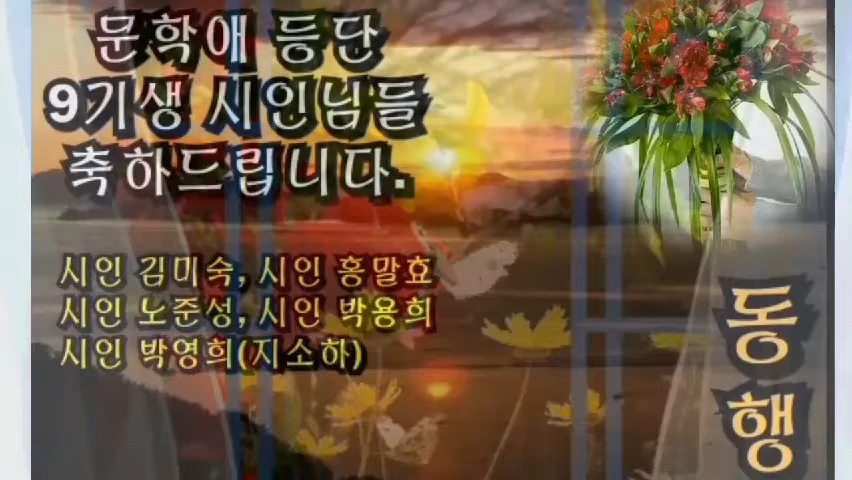 문학애 등단
9기생 시인님들
축하드립니다.
시인 김미숙, 시인 홍말효
시인 노준성, 시인 박용희
시인 박영희(지소하)
동행